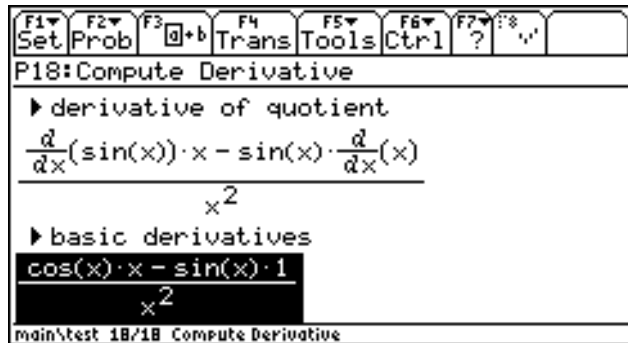 F1 Set F2 Prob F3 a+b F4 Trans F5 Tools F6 Ctrl F7 ? F8
P18:Compute Derivative
derivative of quotient
d/dx(sin(x))·x - sin(x)·d/dx(x)
x²
basic derivatives
cos(x)·x - sin(x)·1
x²
main\test 18/18 Compute Derivative